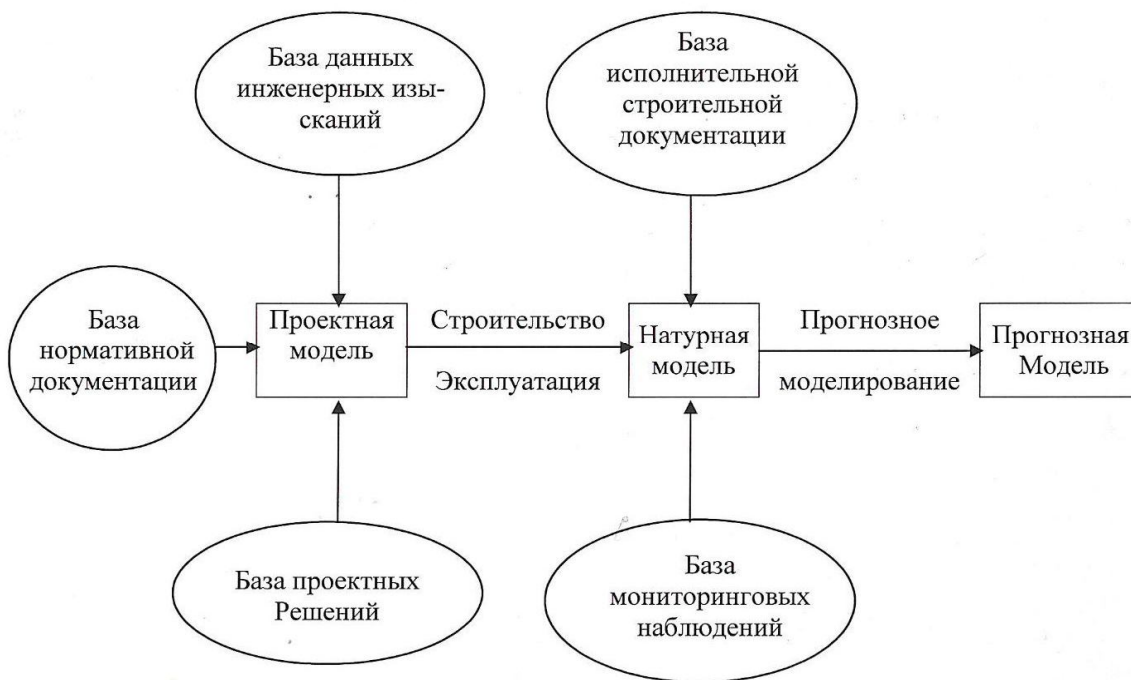 База данных
инженерных изы-
сканий
База
исполнительной
строительной
документации
База
нормативной
документации
Проектная
модель
Строительство
Эксплуатация
Натурная
модель
Прогнозное
моделирование
Прогнозная
Модель
База проектных
Решений
База
мониторинговых
наблюдений